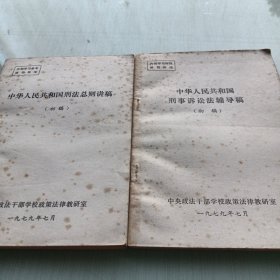 中华人民共和国刑法总则讲稿
（初稿）
中央政法干部学校政策法律教研室
一九七九年七月
中华人民共和国
刑事诉讼法辅导稿
（初稿）
中央政法干部学校政策法律教研室
一九七九年七月